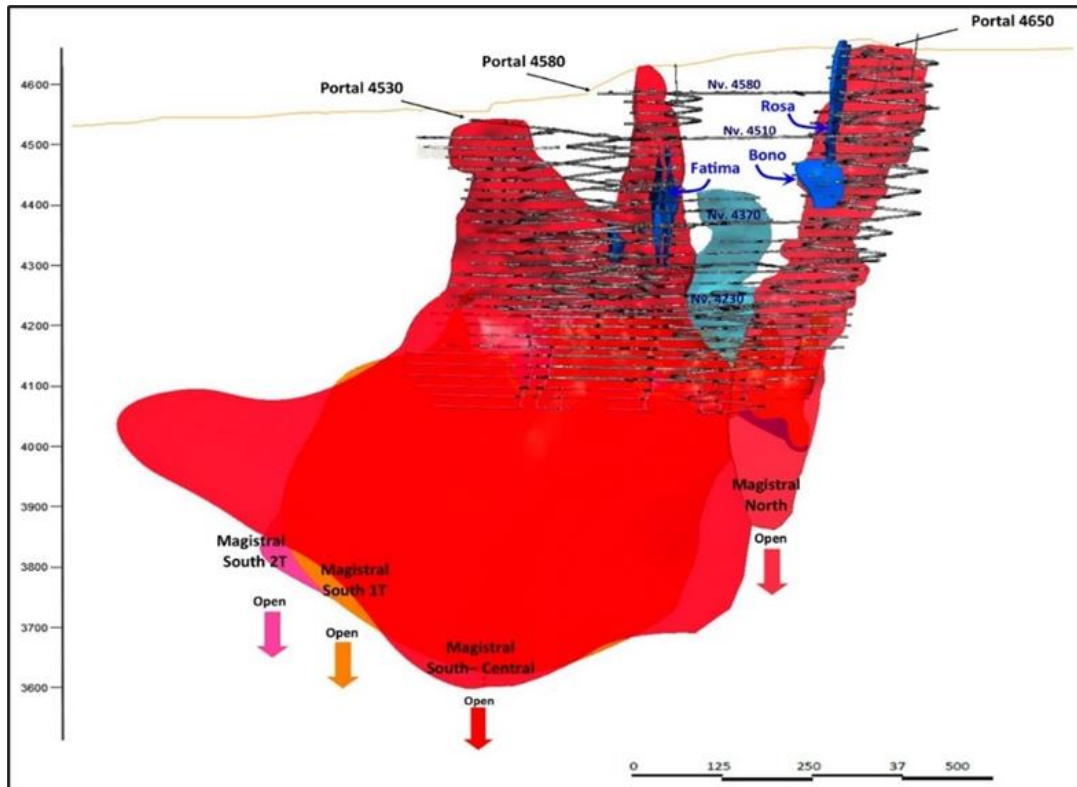 Portal 4650
Portal 4580
Portal 4530
4600
4500
4400
4300
4200
4100
4000
3900
3800
3700
3600
Nv. 4580
Rosa
Nv. 4510
Bono
Fatima
Nv. 4370
Nv. 4230
Magistral
North
Open
Magistral
South 2T
Open
Magistral
South 1T
Open
Magistral
South– Central
Open
0 125 250 37 500